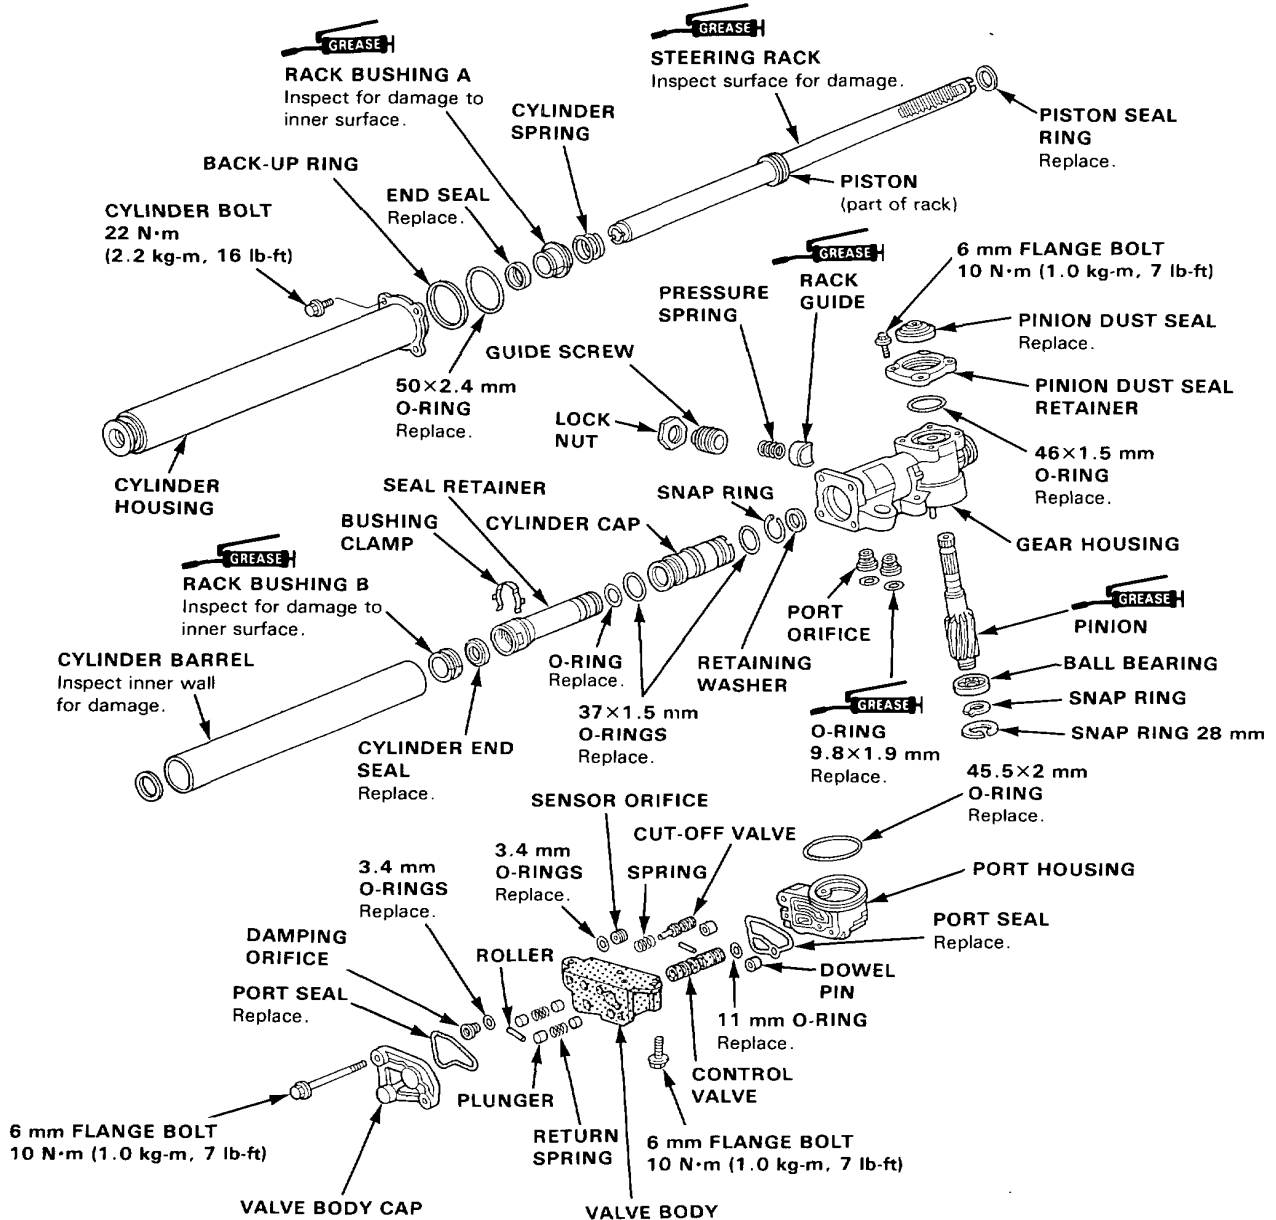 GREASE
RACK BUSHING A
Inspect for damage to
inner surface.
GREASE
STEERING RACK
Inspect surface for damage.
CYLINDER
SPRING
PISTON SEAL
RING
Replace.
BACK-UP RING
END SEAL
Replace.
PISTON
(part of rack)
CYLINDER BOLT
22 N·m
(2.2 kg-m, 16 lb-ft)
GREASE
RACK
GUIDE
6 mm FLANGE BOLT
10 N·m (1.0 kg-m, 7 lb-ft)
PRESSURE
SPRING
PINION DUST SEAL
Replace.
GUIDE SCREW
50×2.4 mm
O-RING
Replace.
PINION DUST SEAL
RETAINER
LOCK
NUT
46×1.5 mm
O-RING
Replace.
CYLINDER
HOUSING
SEAL RETAINER
SNAP RING
BUSHING
CLAMP
CYLINDER CAP
GEAR HOUSING
GREASE
RACK BUSHING B
Inspect for damage to
inner surface.
PORT
ORIFICE
GREASE
PINION
CYLINDER BARREL
Inspect inner wall
for damage.
O-RING
Replace.
RETAINING
WASHER
BALL BEARING
SNAP RING
GREASE
O-RING
9.8×1.9 mm
Replace.
SNAP RING 28 mm
37×1.5 mm
O-RINGS
Replace.
CYLINDER END
SEAL
Replace.
45.5×2 mm
O-RING
Replace.
SENSOR ORIFICE
CUT-OFF VALVE
3.4 mm
O-RINGS
Replace.
3.4 mm
O-RINGS
Replace.
SPRING
PORT HOUSING
PORT SEAL
Replace.
DAMPING
ORIFICE
ROLLER
DOWEL
PIN
PORT SEAL
Replace.
11 mm O-RING
Replace.
CONTROL
VALVE
PLUNGER
6 mm FLANGE BOLT
10 N·m (1.0 kg-m, 7 lb-ft)
RETURN
SPRING
6 mm FLANGE BOLT
10 N·m (1.0 kg-m, 7 lb-ft)
VALVE BODY CAP
VALVE BODY